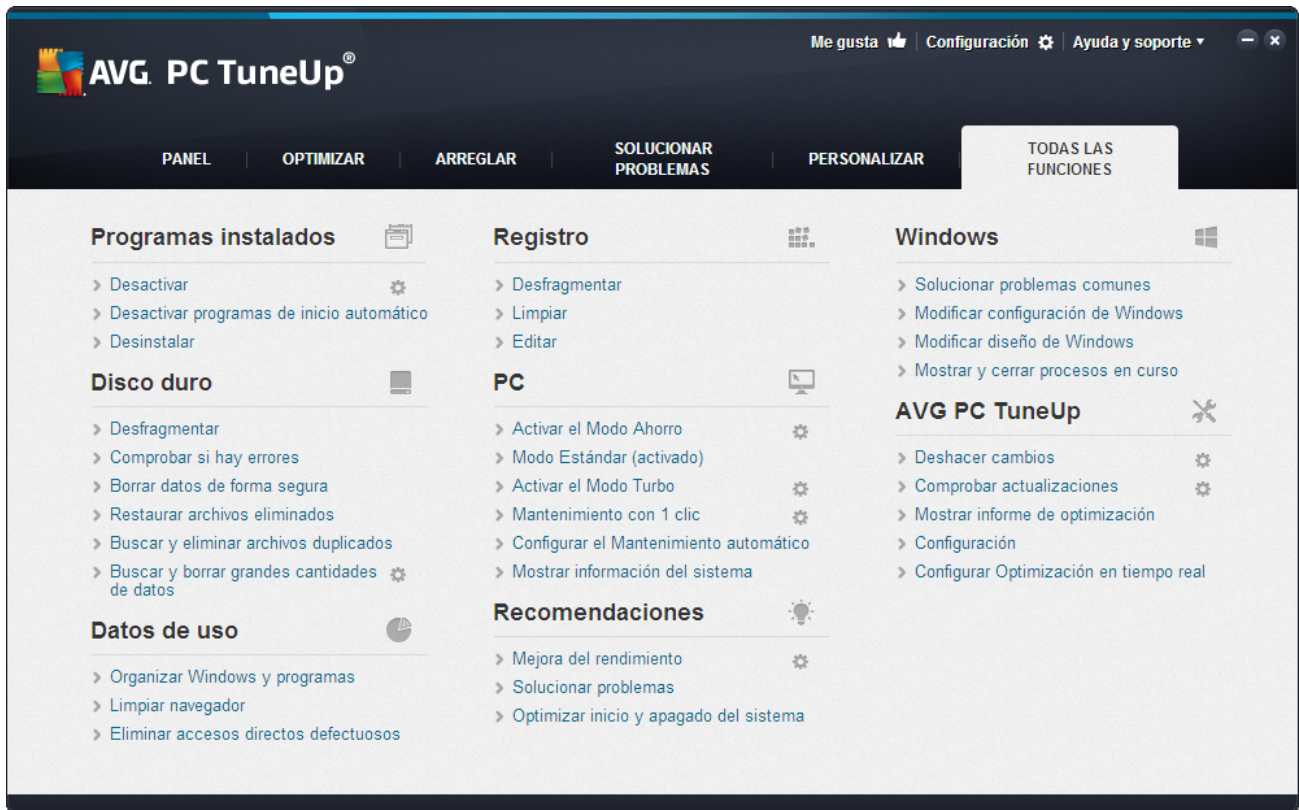 Me gusta Configuración Ayuda y soporte
AVG. PC TuneUp®
PANEL
OPTIMIZAR
ARREGLAR
SOLUCIONAR
PROBLEMAS
PERSONALIZAR
TODAS LAS
FUNCIONES
Programas instalados
Desactivar
Desactivar programas de inicio automático
Desinstalar
Disco duro
Desfragmentar
Comprobar si hay errores
Borrar datos de forma segura
Restaurar archivos eliminados
Buscar y eliminar archivos duplicados
Buscar y borrar grandes cantidades
de datos
Datos de uso
Organizar Windows y programas
Limpiar navegador
Eliminar accesos directos defectuosos
Registro
Desfragmentar
Limpiar
Editar
PC
Activar el Modo Ahorro
Modo Estándar (activado)
Activar el Modo Turbo
Mantenimiento con 1 clic
Configurar el Mantenimiento automático
Mostrar información del sistema
Recomendaciones
Mejora del rendimiento
Solucionar problemas
Optimizar inicio y apagado del sistema
Windows
Solucionar problemas comunes
Modificar configuración de Windows
Modificar diseño de Windows
Mostrar y cerrar procesos en curso
AVG PC TuneUp
Deshacer cambios
Comprobar actualizaciones
Mostrar informe de optimización
Configuración
Configurar Optimización en tiempo real